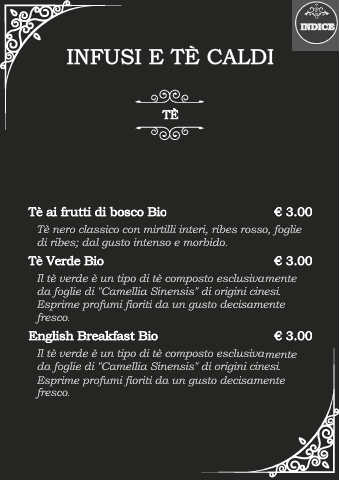 INDICE
INFUSI E TÈ CALDI
TÈ
Tè ai frutti di bosco Bio € 3.00
Tè nero classico con mirtilli interi, ribes rosso, foglie
di ribes; dal gusto intenso e morbido.
Tè Verde Bio € 3.00
Il tè verde è un tipo di tè composto esclusivamente
da foglie di "Camellia Sinensis" di origini cinesi.
Esprime profumi fioriti da un gusto decisamente
fresco.
English Breakfast Bio € 3.00
Il tè verde è un tipo di tè composto esclusivamente
da foglie di "Camellia Sinensis" di origini cinesi.
Esprime profumi fioriti da un gusto decisamente
fresco.